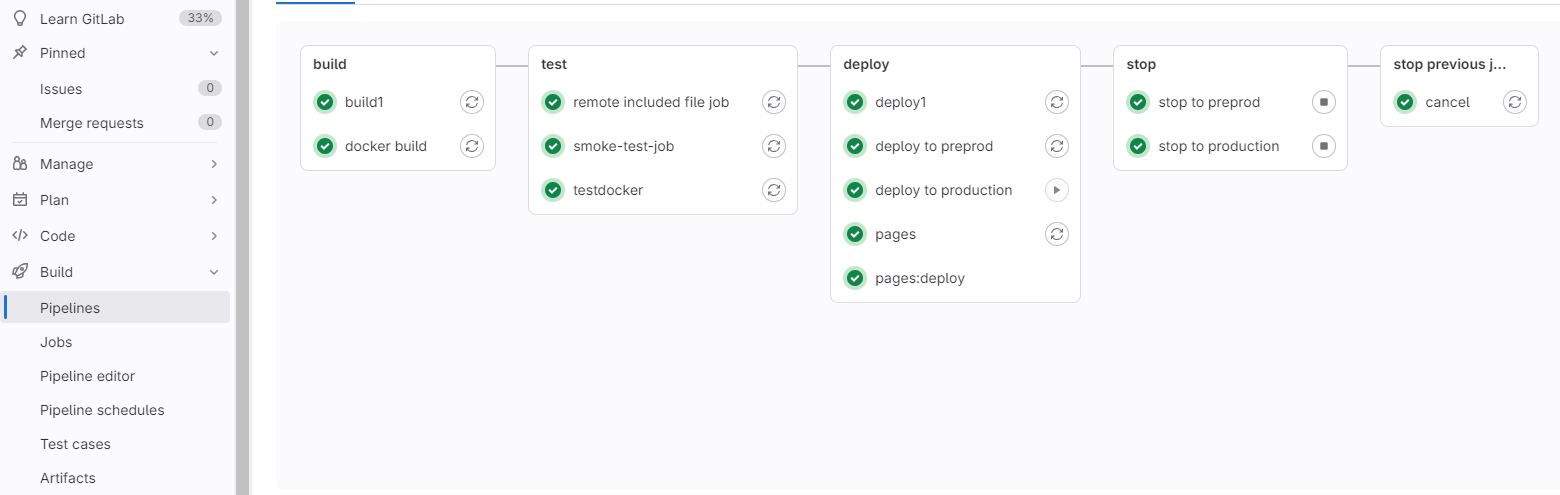 Learn GitLab 33%
Pinned
Issues 0
Merge requests 0
Manage
Plan
Code
Build
Pipelines
Jobs
Pipeline editor
Pipeline schedules
Test cases
Artifacts
build
build1
docker build
test
remote included file job
smoke-test-job
testdocker
deploy
deploy1
deploy to preprod
deploy to production
pages
pages:deploy
stop
stop to preprod
stop to production
stop previous j...
cancel